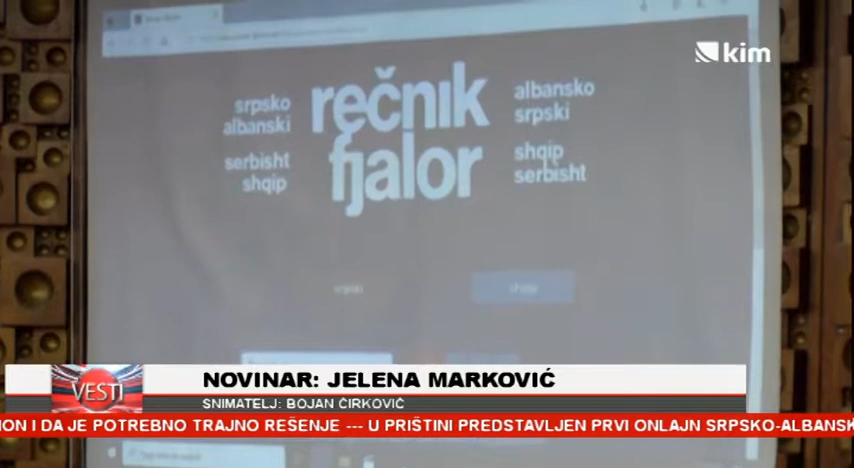 kim
srpsko
albanski
rečnik
albansko
srpski
serbisht
shqip
fjalor
shqip
serbisht
shqip
VESTI
NOVINAR: JELENA MARKOVIĆ
SNIMATELJ: BOJAN ĆIRKOVIĆ
ION I DA JE POTREBNO TRAJNO REŠENJE --- U PRIŠTINI PREDSTAVLJEN PRVI ONLAJN SRPSKO-ALBANSK